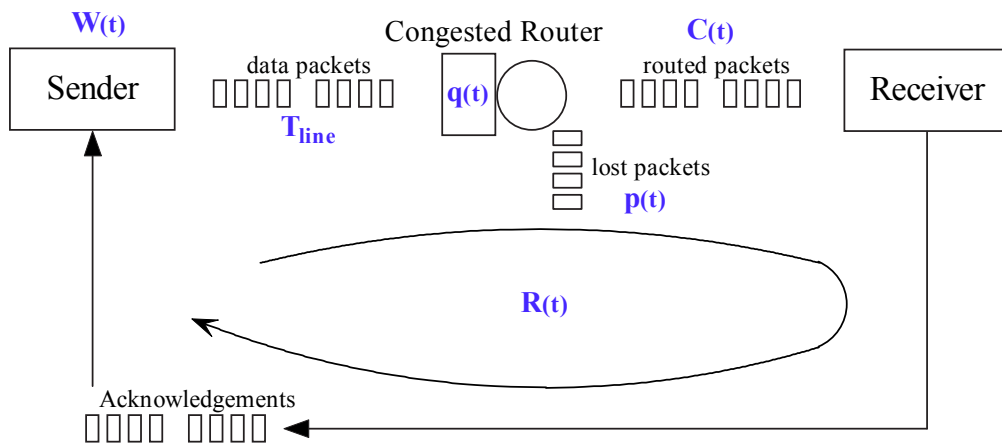 W(t)
Congested Router
C(t)
Sender
data packets
q(t)
routed packets
Receiver
T_line
lost packets
p(t)
R(t)
Acknowledgements